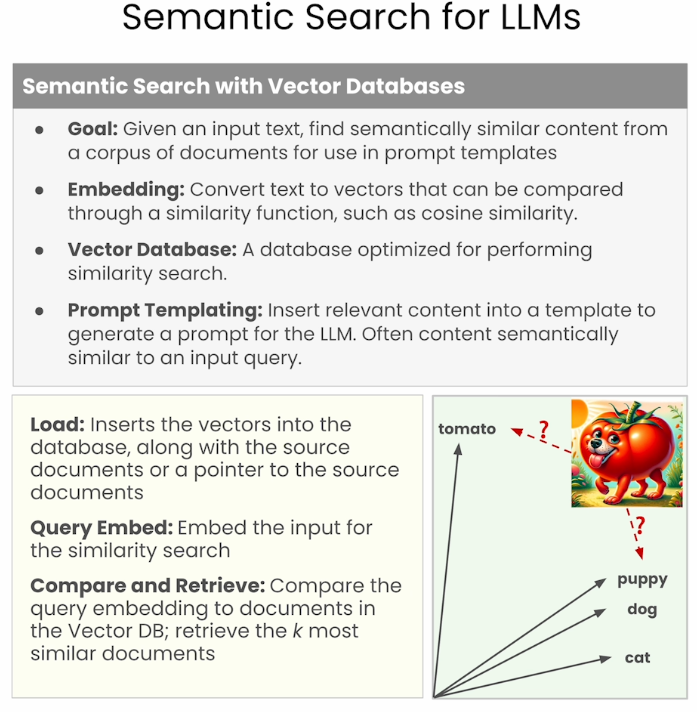 Semantic Search for LLMs
Semantic Search with Vector Databases
● Goal: Given an input text, find semantically similar content from
a corpus of documents for use in prompt templates
● Embedding: Convert text to vectors that can be compared
through a similarity function, such as cosine similarity.
● Vector Database: A database optimized for performing
similarity search.
● Prompt Templating: Insert relevant content into a template to
generate a prompt for the LLM. Often content semantically
similar to an input query.
Load: Inserts the vectors into the
database, along with the source
documents or a pointer to the source
documents
Query Embed: Embed the input for
the similarity search
Compare and Retrieve: Compare the
query embedding to documents in
the Vector DB; retrieve the k most
similar documents
tomato
?
?
puppy
dog
cat